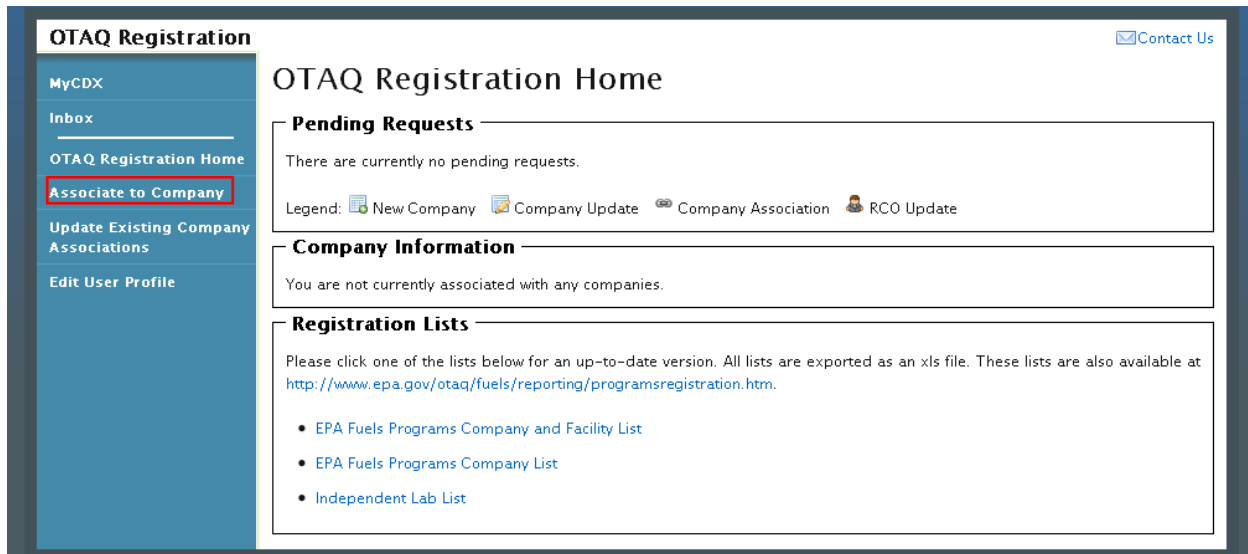 OTAQ Registration
Contact Us
MyCDX
Inbox
OTAQ Registration Home
Associate to Company
Update Existing Company
Associations
Edit User Profile
OTAQ Registration Home
Pending Requests
There are currently no pending requests.
Legend: New Company Company Update Company Association RCO Update
Company Information
You are not currently associated with any companies.
Registration Lists
Please click one of the lists below for an up-to-date version. All lists are exported as an xls file. These lists are also available at
http://www.epa.gov/otaq/fuels/reporting/programsregistration.htm.
• EPA Fuels Programs Company and Facility List
• EPA Fuels Programs Company List
• Independent Lab List